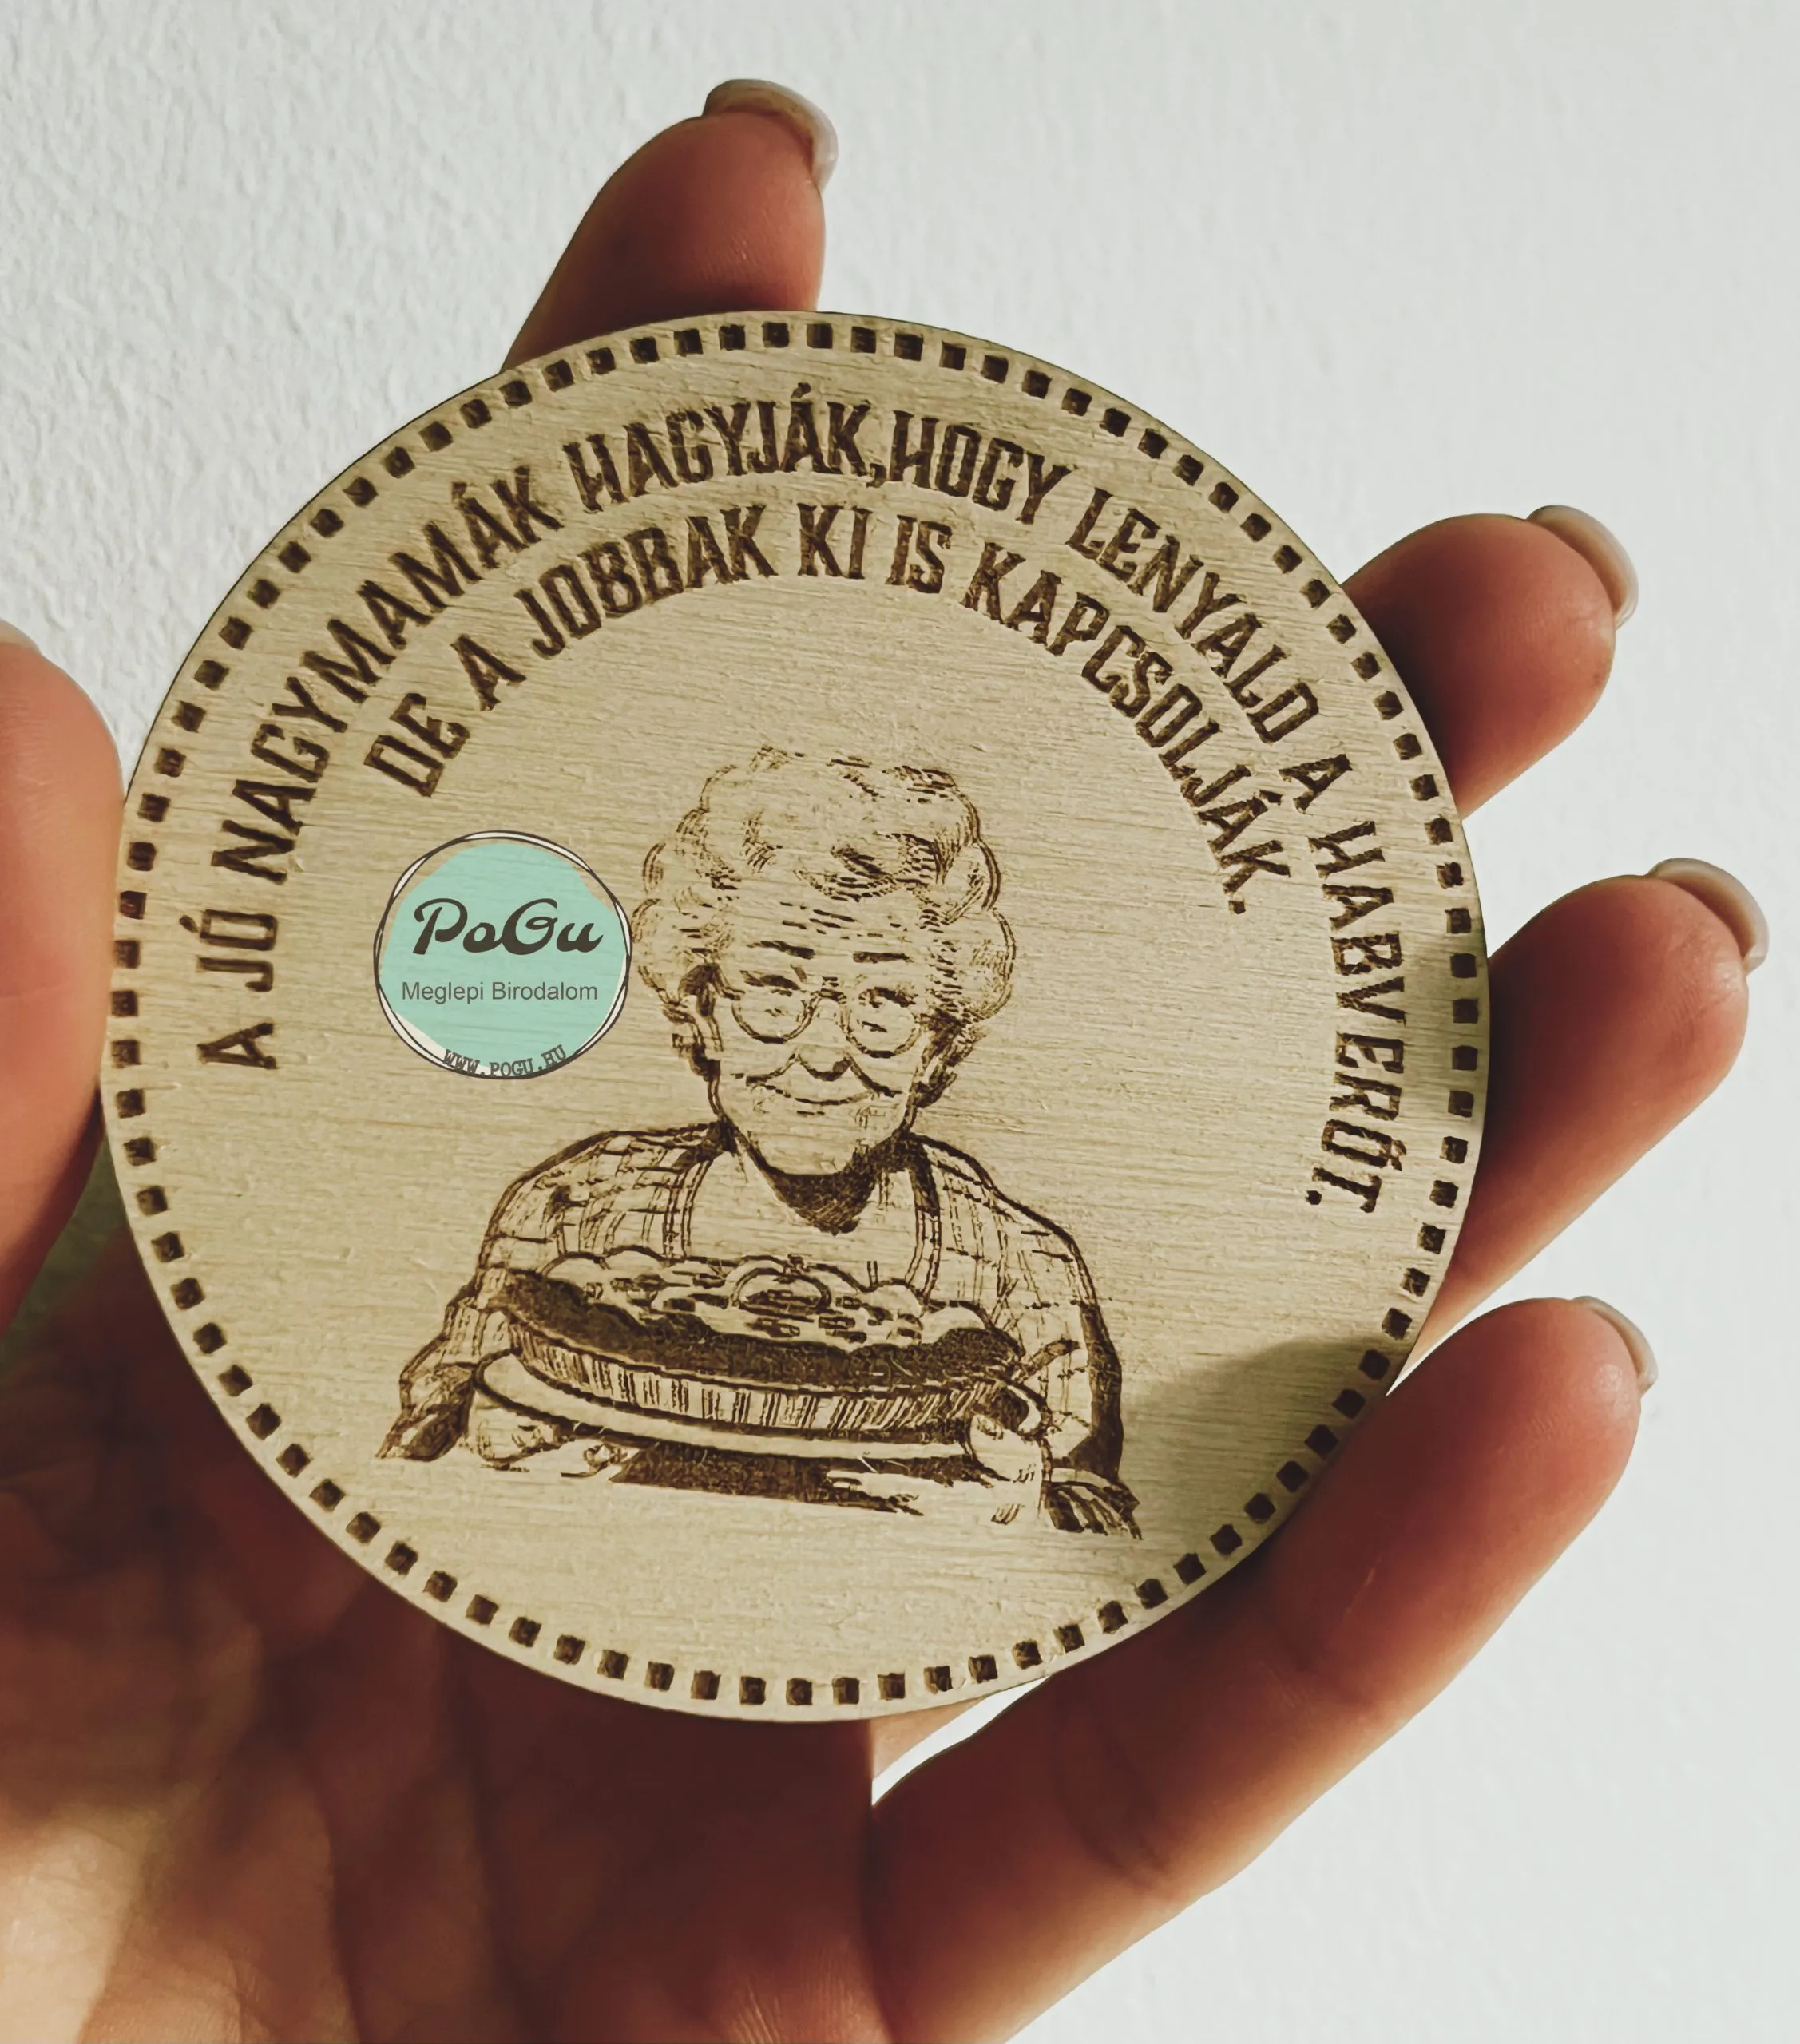 A JÓ NAGYMAMÁK HAGYJÁK,HOGY LENYALD A HABVERŐT,
DE A JOBBAK KI IS KAPCSOLJÁK.
PoGu
Meglepi Birodalom
WWW.POGU.HU